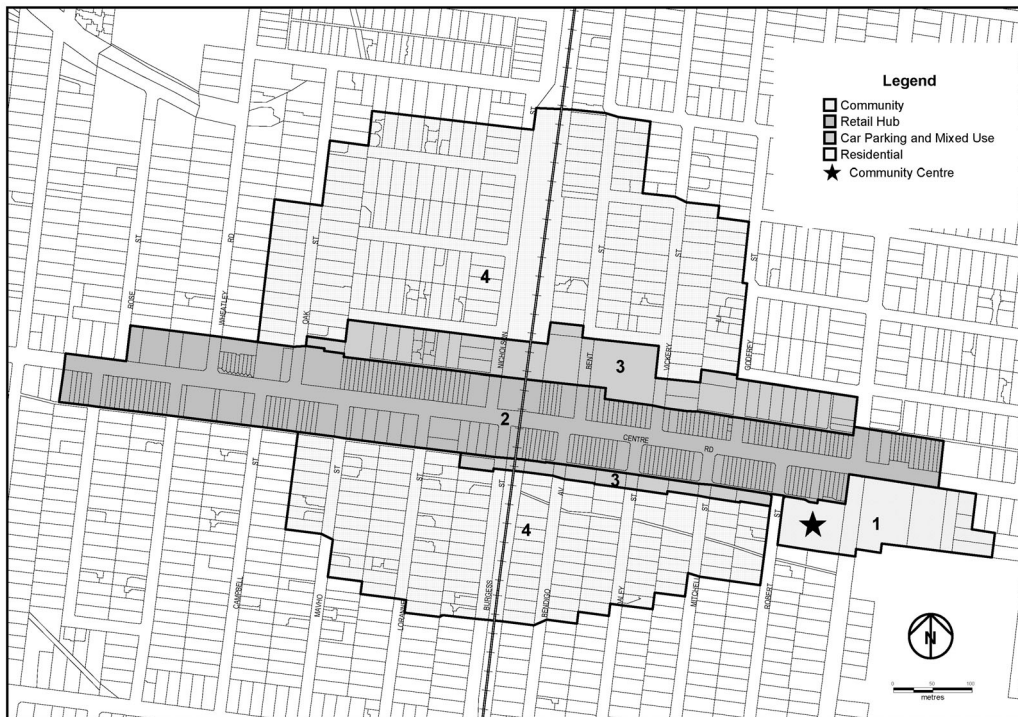 Legend
Community
Retail Hub
Car Parking and Mixed Use
Residential
Community Centre
ST
4
ROSE
ST
WHEATLEY
RD
OAK
ST
NICHOLSON
BENT
ST
VICKERY
ST
GODFREY
ST
3
2
CENTRE
RD
3
4
1
CAMPBELL
ST
MAVHO
ST
LORANNE
ST
BURGESS
ST
BENDIGO
AV
DALEY
ST
MITCHELL
ST
ROBERT
ST
N
0 50 100
metres